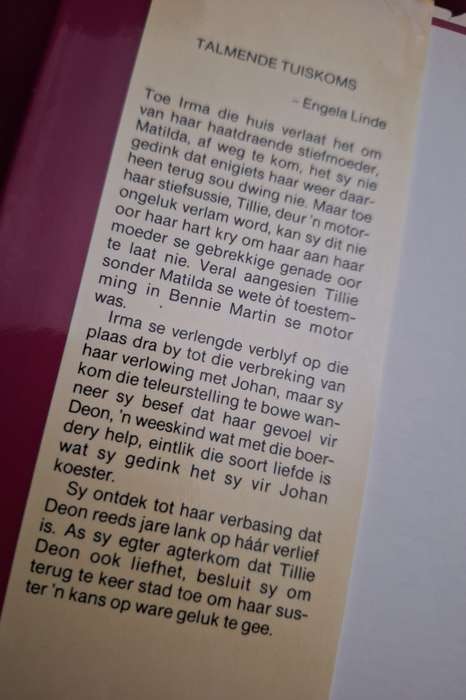 TALMENDE TUISKOMS
– Engela Linde
Toe Irma die huis verlaat het om
van haar haatdraende stiefmoeder,
Matilda, af weg te kom, het sy nie
gedink dat enigiets haar weer daar-
heen terug sou dwing nie. Maar toe
haar stiefsussie, Tillie, deur 'n motor-
ongeluk verlam word, kan sy dit nie
oor haar hart kry om haar aan haar
moeder se gebrekkige genade oor
te laat nie. Veral aangesien Tillie
sonder Matilda se wete òf toestem-
ming in Bennie Martin se motor
was.
Irma se verlengde verblyf op die
plaas dra by tot die verbreking van
haar verlowing met Johan, maar sy
kom die teleurstelling te bowe wan-
neer sy besef dat haar gevoel vir
Deon, 'n weeskind wat met die boer-
dery help, eintlik die soort liefde is
wat sy gedink het sy vir Johan
koester.
Sy ontdek tot haar verbasing dat
Deon reeds jare lank op háár verlief
is. As sy egter agterkom dat Tillie
Deon ook liefhet, besluit sy om
terug te keer stad toe om haar sus-
ter 'n kans op ware geluk te gee.